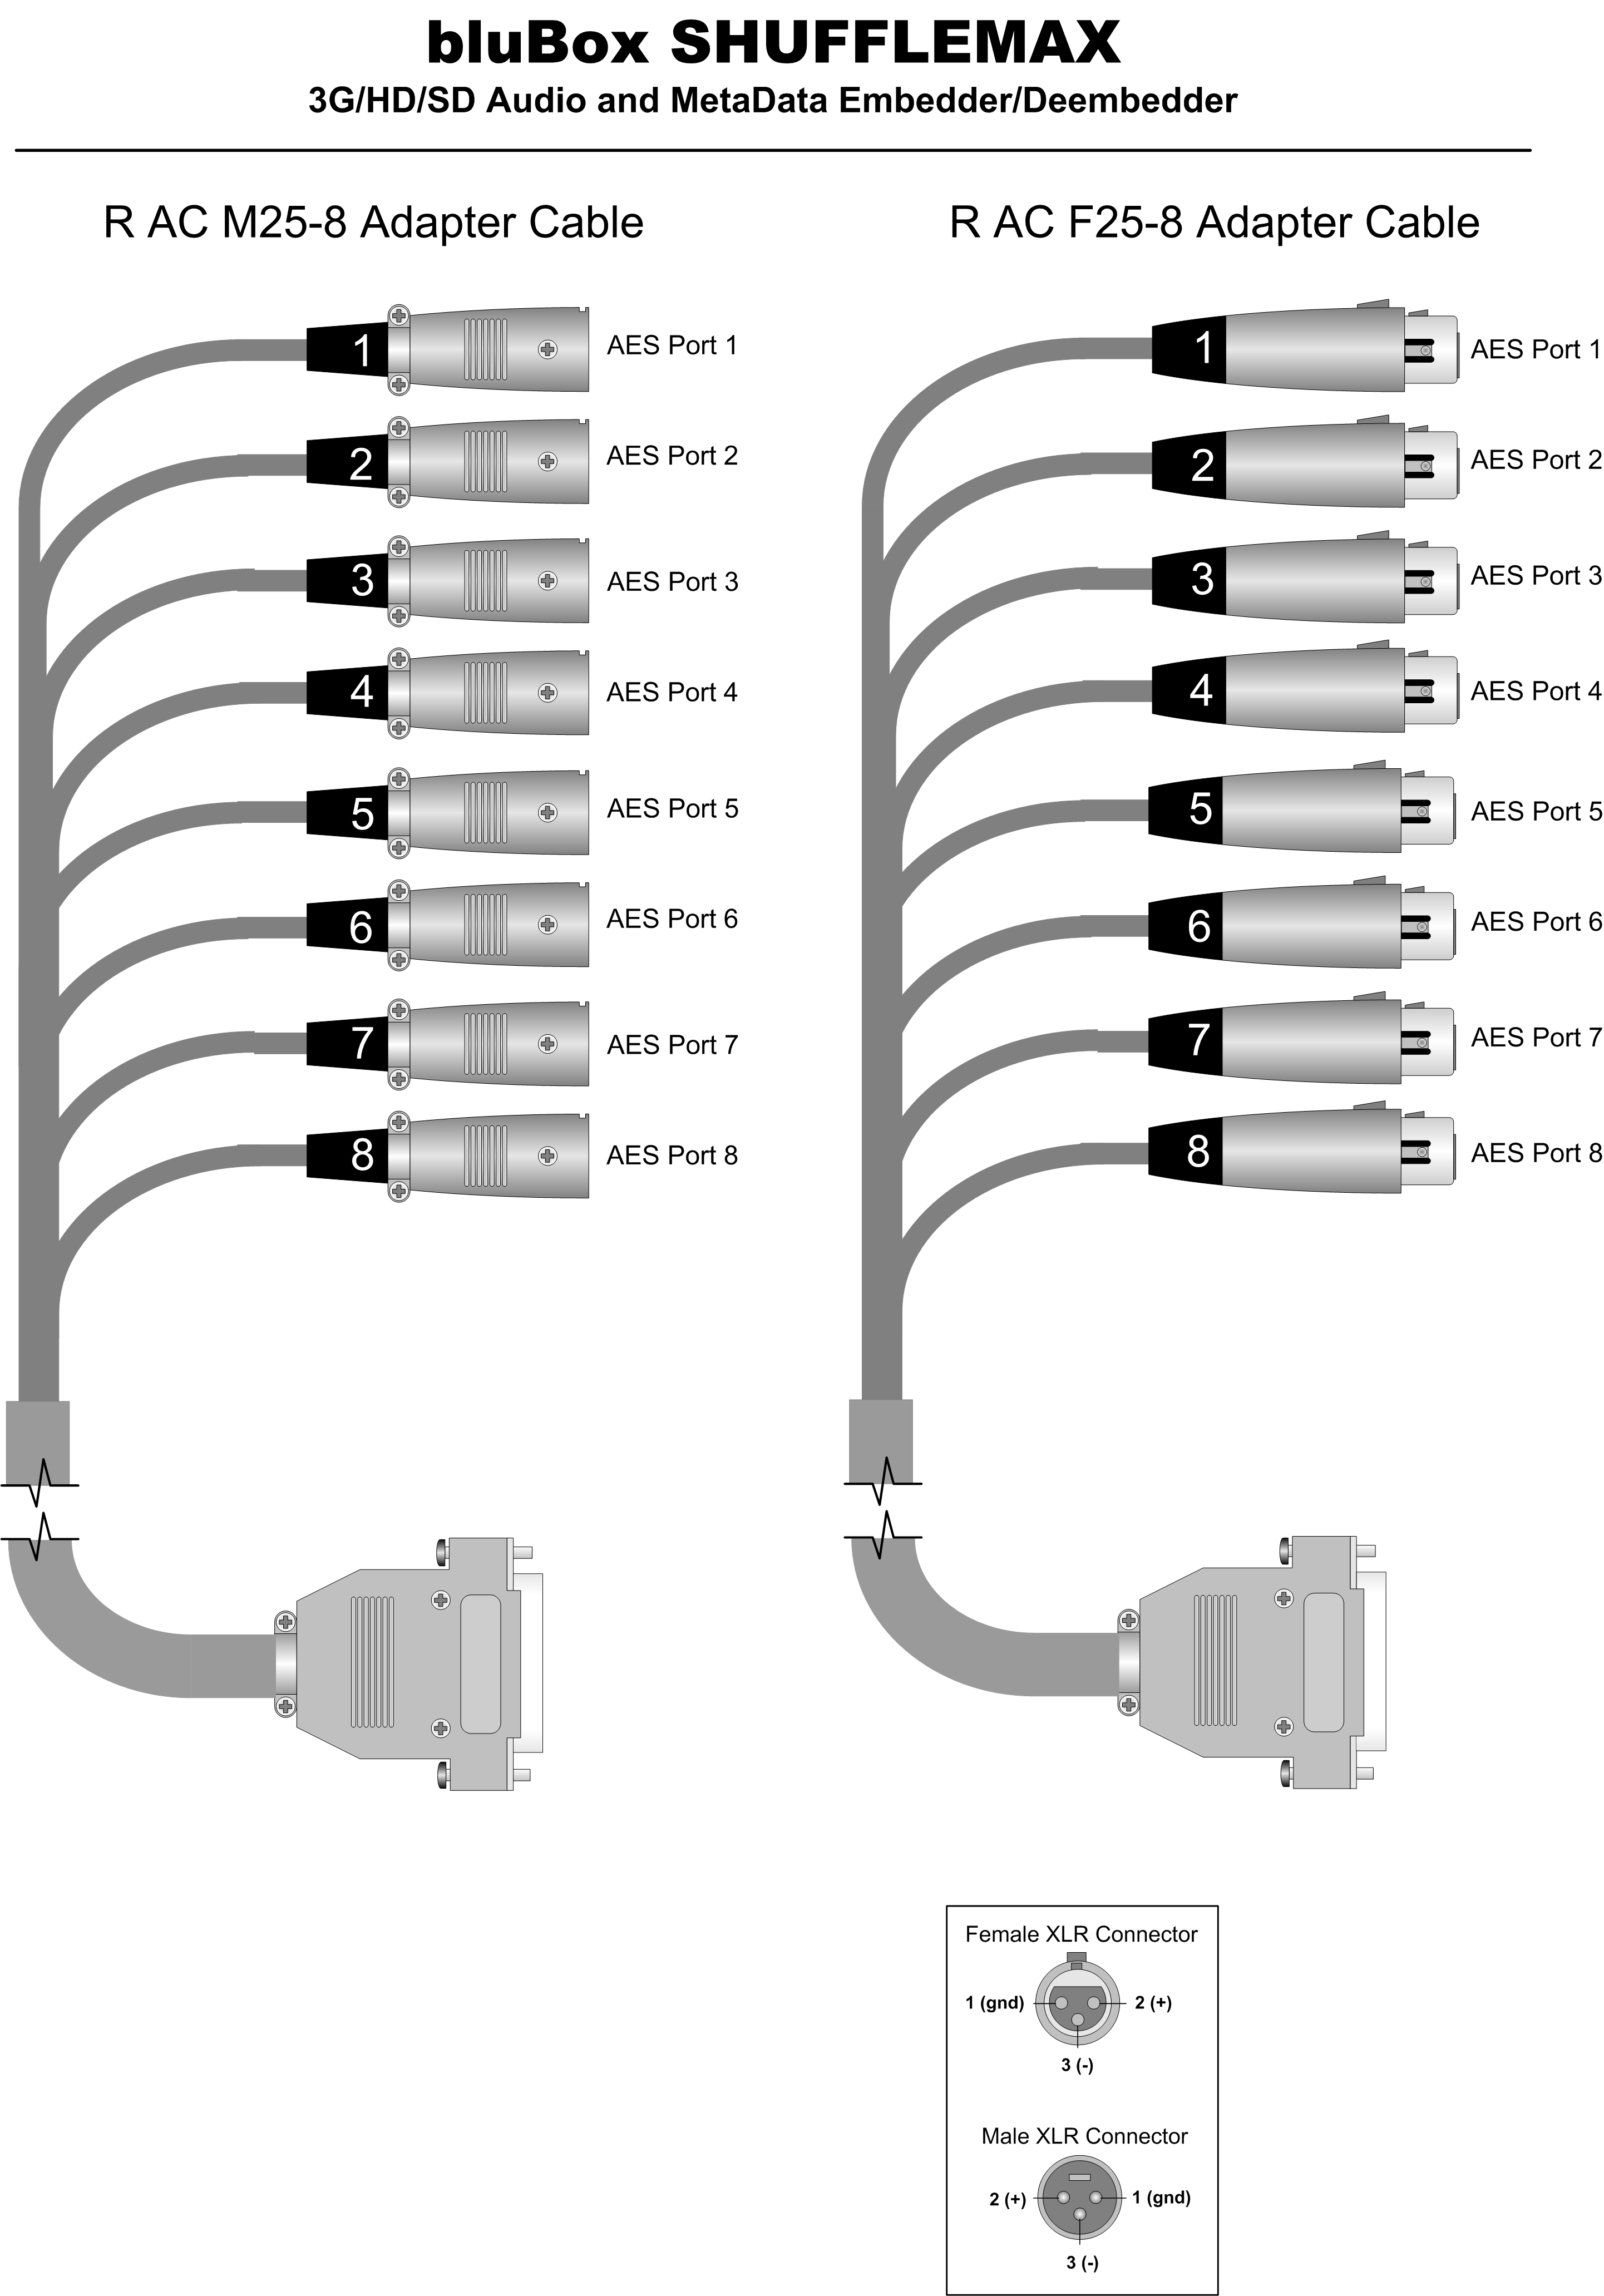 bluBox SHUFFLEMAX
3G/HD/SD Audio and MetaData Embedder/Deembedder
R AC M25-8 Adapter Cable
1 AES Port 1
2 AES Port 2
3 AES Port 3
4 AES Port 4
5 AES Port 5
6 AES Port 6
7 AES Port 7
8 AES Port 8
R AC F25-8 Adapter Cable
1 AES Port 1
2 AES Port 2
3 AES Port 3
4 AES Port 4
5 AES Port 5
6 AES Port 6
7 AES Port 7
8 AES Port 8
Female XLR Connector
1 (gnd) 2 (+)
3 (-)
Male XLR Connector
2 (+) 1 (gnd)
3 (-)